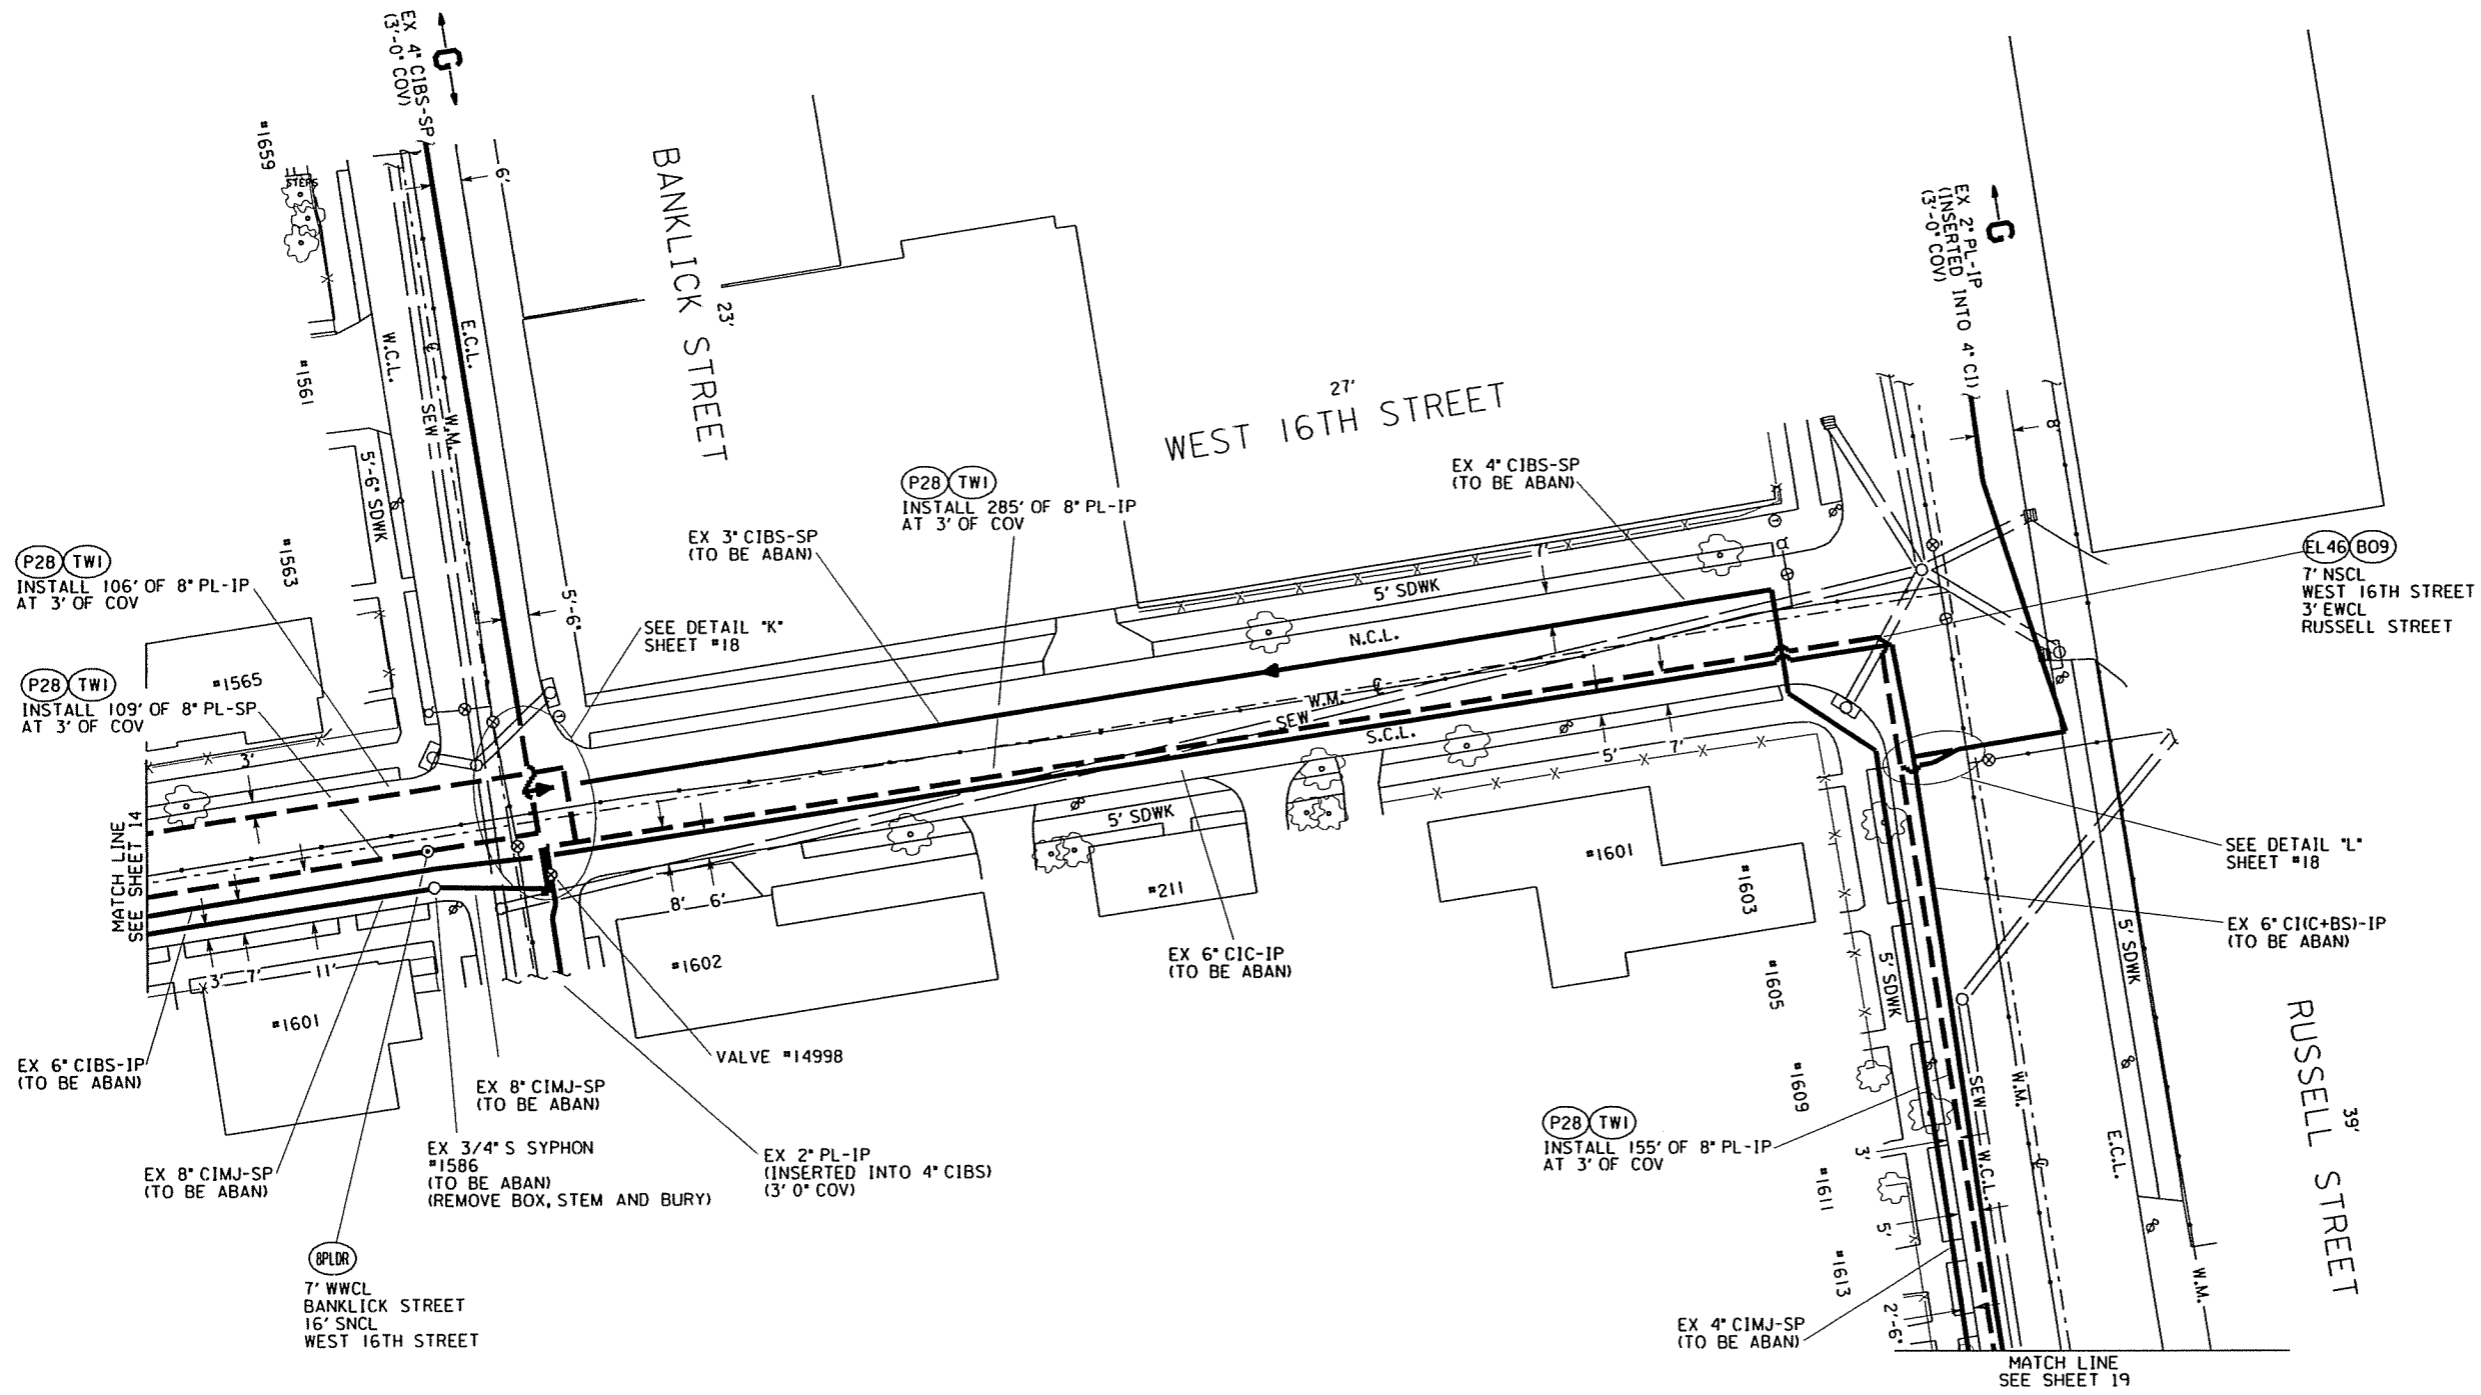 EX 4" CIBS-SP
(3'-0" COV)
G
#1659
STEPS
6'
BANKLICK STREET
23'
E.C.L.
W.C.L.
℄
SEW
W.M.
#1561
5'-6" SDWK
#1563
5'-6"
WEST 16TH STREET
27'
EX 2" PL-IP
(INSERTED INTO 4" CI)
(3'-0" COV)
G
8'
P28 TW1
INSTALL 285' OF 8" PL-IP
AT 3' OF COV
EX 4" CIBS-SP
(TO BE ABAN)
EX 3" CIBS-SP
(TO BE ABAN)
P28 TW1
INSTALL 106' OF 8" PL-IP
AT 3' OF COV
SEE DETAIL "K"
SHEET #18
7'
5' SDWK
N.C.L.
EL46 B09
7' NSCL
WEST 16TH STREET
3' EWCL
RUSSELL STREET
P28 TW1
INSTALL 109' OF 8" PL-SP
AT 3' OF COV
#1565
3'
℄
W.M.
SEW
S.C.L.
5'
7'
5' SDWK
MATCH LINE
SEE SHEET 14
8'
6'
#211
#1601
#1603
SEE DETAIL "L"
SHEET #18
EX 6" CI(C+BS)-IP
(TO BE ABAN)
5' SDWK
3'
7'
11'
#1601
#1602
EX 6" CIC-IP
(TO BE ABAN)
#1605
5' SDWK
RUSSELL STREET
39'
EX 6" CIBS-IP
(TO BE ABAN)
VALVE #14998
EX 8" CIMJ-SP
(TO BE ABAN)
EX 3/4" S SYPHON
#1586
(TO BE ABAN)
(REMOVE BOX, STEM AND BURY)
EX 2" PL-IP
(INSERTED INTO 4" CIBS)
(3' 0" COV)
EX 8" CIMJ-SP
(TO BE ABAN)
#1609
SEW
W.M.
P28 TW1
INSTALL 155' OF 8" PL-IP
AT 3' OF COV
3'
W.C.L.
℄
E.C.L.
#1611
5'
#1613
2'-6"
W.M.
8PLDR
7' WWCL
BANKLICK STREET
16' SNCL
WEST 16TH STREET
EX 4" CIMJ-SP
(TO BE ABAN)
MATCH LINE
SEE SHEET 19